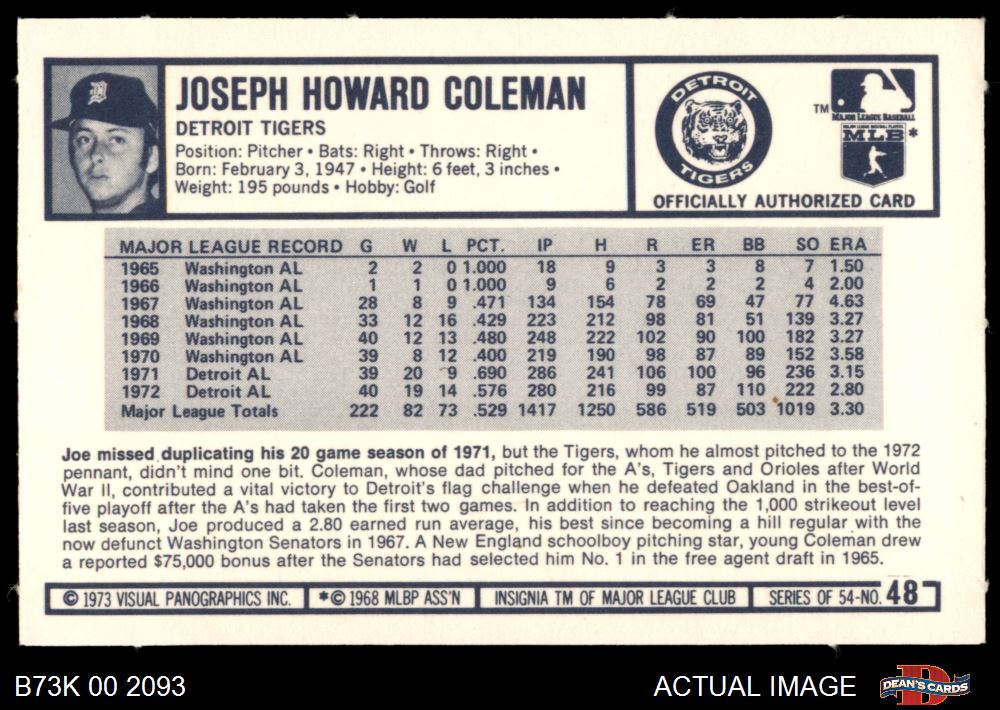 JOSEPH HOWARD COLEMAN
DETROIT TIGERS
Position: Pitcher • Bats: Right • Throws: Right •
Born: February 3, 1947 • Height: 6 feet, 3 inches •
Weight: 195 pounds • Hobby: Golf
DETROIT
TIGERS
TM
MAJOR LEAGUE BASEBALL
MAJOR LEAGUE BASEBALL PLAYERS
MLB *
OFFICIALLY AUTHORIZED CARD
MAJOR LEAGUE RECORD G W L PCT. IP H R ER BB SO ERA
1965 Washington AL 2 2 0 1.000 18 9 3 3 8 7 1.50
1966 Washington AL 1 1 0 1.000 9 6 2 2 2 4 2.00
1967 Washington AL 28 8 9 .471 134 154 78 69 47 77 4.63
1968 Washington AL 33 12 16 .429 223 212 98 81 51 139 3.27
1969 Washington AL 40 12 13 .480 248 222 102 90 100 182 3.27
1970 Washington AL 39 8 12 .400 219 190 98 87 89 152 3.58
1971 Detroit AL 39 20 9 .690 286 241 106 100 96 236 3.15
1972 Detroit AL 40 19 14 .576 280 216 99 87 110 222 2.80
Major League Totals 222 82 73 .529 1417 1250 586 519 503 1019 3.30
Joe missed duplicating his 20 game season of 1971, but the Tigers, whom he almost pitched to the 1972
pennant, didn't mind one bit. Coleman, whose dad pitched for the A's, Tigers and Orioles after World
War II, contributed a vital victory to Detroit's flag challenge when he defeated Oakland in the best-of-
five playoff after the A's had taken the first two games. In addition to reaching the 1,000 strikeout level
last season, Joe produced a 2.80 earned run average, his best since becoming a hill regular with the
now defunct Washington Senators in 1967. A New England schoolboy pitching star, young Coleman drew
a reported $75,000 bonus after the Senators had selected him No. 1 in the free agent draft in 1965.
© 1973 VISUAL PANOGRAPHICS INC. *© 1968 MLBP ASS'N INSIGNIA TM OF MAJOR LEAGUE CLUB SERIES OF 54-NO. 48
B73K 00 2093
ACTUAL IMAGE
D
DEAN'S CARDS